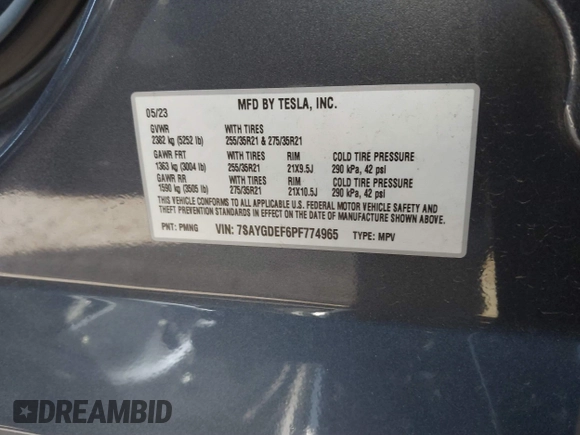 MFD BY TESLA, INC.
05/23
GVWR WITH TIRES
2382 kg (5252 lb) 255/35R21 & 275/35R21
GAWR FRT WITH TIRES RIM COLD TIRE PRESSURE
1363 kg (3004 lb) 255/35R21 21X9.5J 290 kPa, 42 psi
GAWR RR WITH TIRES RIM COLD TIRE PRESSURE
1590 kg (3505 lb) 275/35R21 21X10.5J 290 kPa, 42 psi
THIS VEHICLE CONFORMS TO ALL APPLICABLE U.S. FEDERAL MOTOR VEHICLE SAFETY AND
THEFT PREVENTION STANDARDS IN EFFECT ON THE DATE OF MANUFACTURE SHOWN ABOVE.
PNT: PMNG VIN: 7SAYGDEF6PF774965 TYPE: MPV
DREAMBID